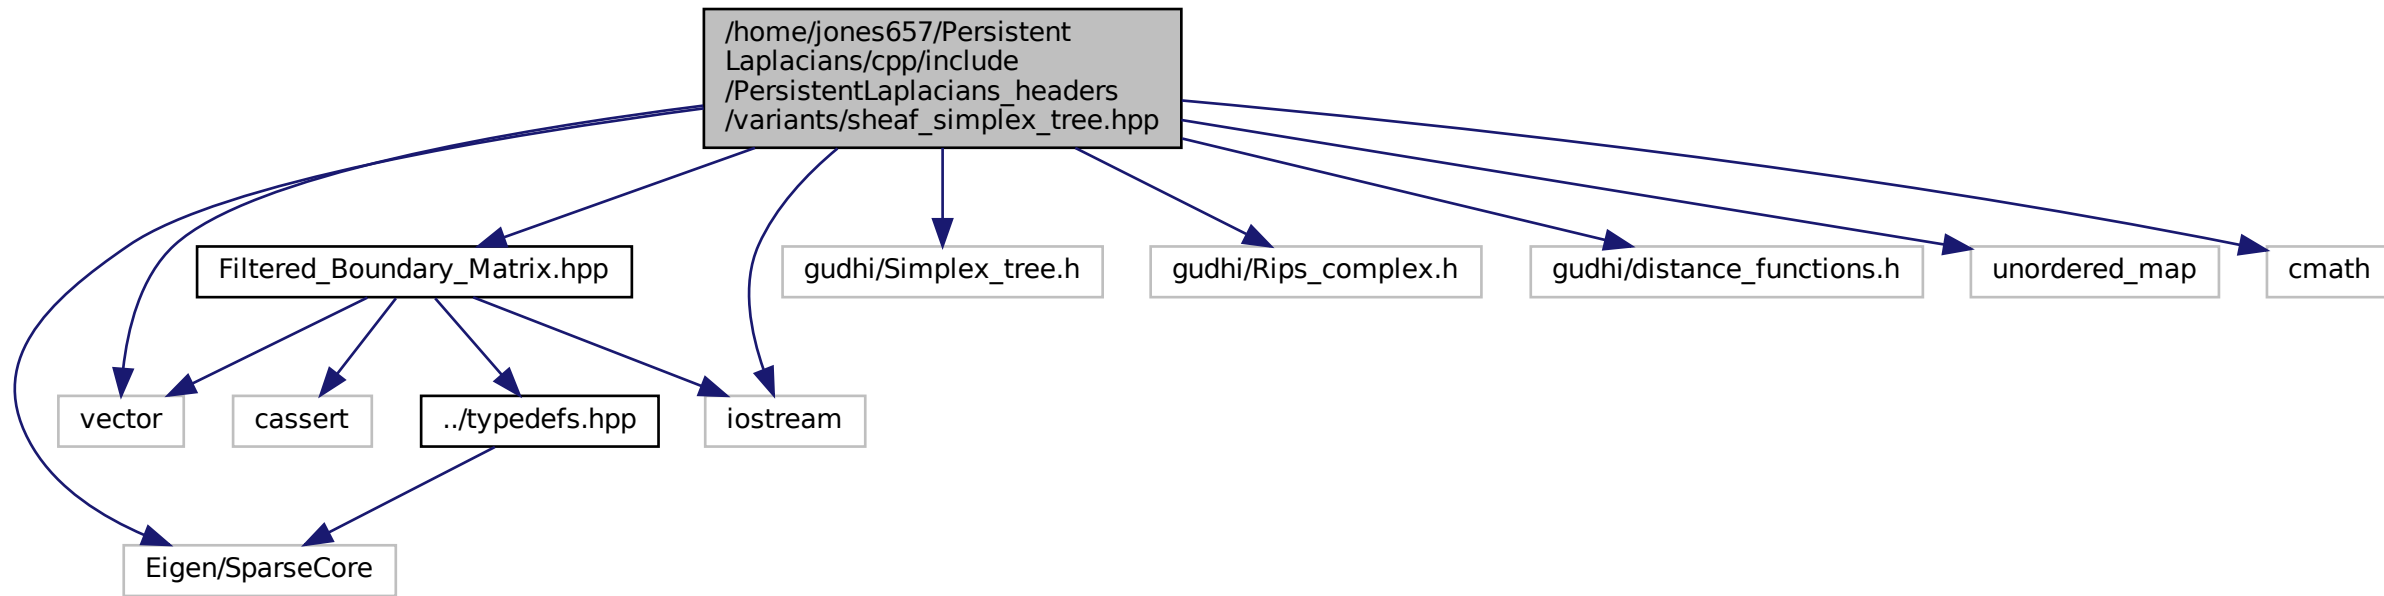 /home/jones657/Persistent
Laplacians/cpp/include
/PersistentLaplacians_headers
/variants/sheaf_simplex_tree.hpp
Filtered_Boundary_Matrix.hpp
gudhi/Simplex_tree.h
gudhi/Rips_complex.h
gudhi/distance_functions.h
unordered_map
cmath
vector
cassert
../typedefs.hpp
iostream
Eigen/SparseCore